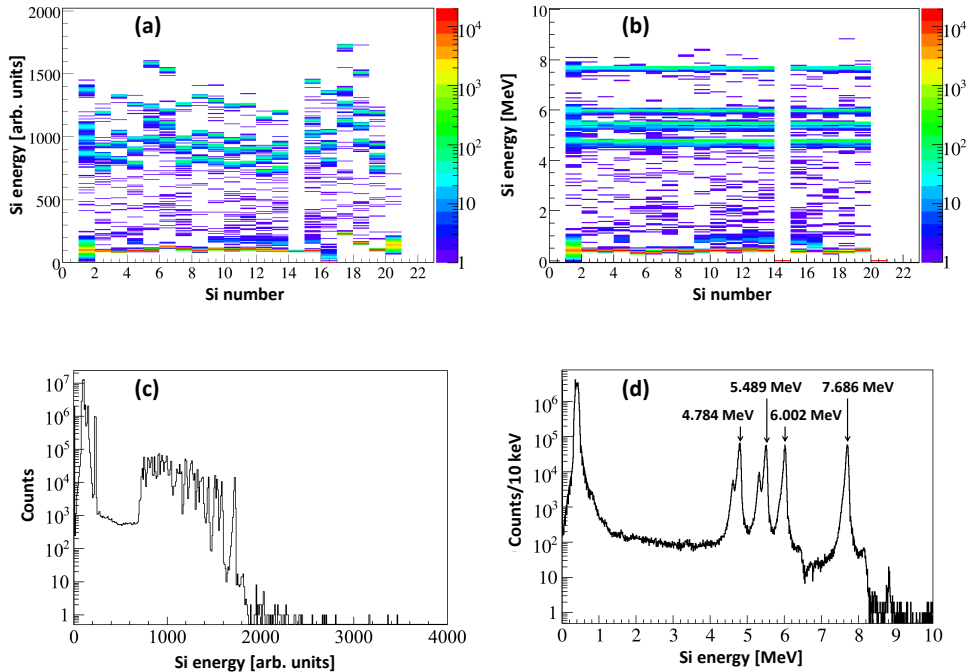 (a)
Si energy [arb. units]
2000
1500
1000
500
0
0 2 4 6 8 10 12 14 16 18 20 22
Si number
10^4
10^3
10^2
10
1
(b)
Si energy [MeV]
10
8
6
4
2
0
0 2 4 6 8 10 12 14 16 18 20 22
Si number
10^4
10^3
10^2
10
1
(c)
Counts
10^7
10^6
10^5
10^4
10^3
10^2
10
1
0 1000 2000 3000 4000
Si energy [arb. units]
(d)
5.489 MeV 7.686 MeV
4.784 MeV 6.002 MeV
Counts/10 keV
10^6
10^5
10^4
10^3
10^2
10
1
0 1 2 3 4 5 6 7 8 9 10
Si energy [MeV]